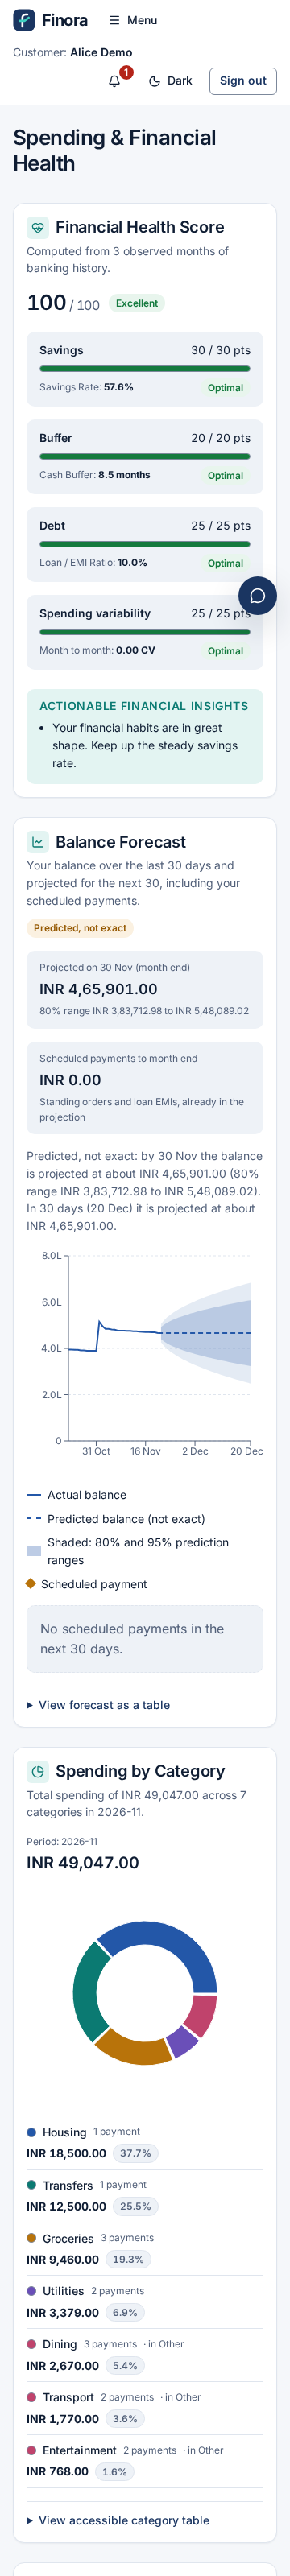 Finora
Menu
Customer: Alice Demo
1
Dark
Sign out
Spending & Financial
Health
Financial Health Score
Computed from 3 observed months of
banking history.
100 / 100 Excellent
Savings 30 / 30 pts
Savings Rate: 57.6% Optimal
Buffer 20 / 20 pts
Cash Buffer: 8.5 months Optimal
Debt 25 / 25 pts
Loan / EMI Ratio: 10.0% Optimal
Spending variability 25 / 25 pts
Month to month: 0.00 CV Optimal
ACTIONABLE FINANCIAL INSIGHTS
Your financial habits are in great
shape. Keep up the steady savings
rate.
Balance Forecast
Your balance over the last 30 days and
projected for the next 30, including your
scheduled payments.
Predicted, not exact
Projected on 30 Nov (month end)
INR 4,65,901.00
80% range INR 3,83,712.98 to INR 5,48,089.02
Scheduled payments to month end
INR 0.00
Standing orders and loan EMIs, already in the
projection
Predicted, not exact: by 30 Nov the balance
is projected at about INR 4,65,901.00 (80%
range INR 3,83,712.98 to INR 5,48,089.02).
In 30 days (20 Dec) it is projected at about
INR 4,65,901.00.
8.0L
6.0L
4.0L
2.0L
0
31 Oct 16 Nov 2 Dec 20 Dec
Actual balance
Predicted balance (not exact)
Shaded: 80% and 95% prediction
ranges
Scheduled payment
No scheduled payments in the
next 30 days.
View forecast as a table
Spending by Category
Total spending of INR 49,047.00 across 7
categories in 2026-11.
Period: 2026-11
INR 49,047.00
Housing 1 payment
INR 18,500.00 37.7%
Transfers 1 payment
INR 12,500.00 25.5%
Groceries 3 payments
INR 9,460.00 19.3%
Utilities 2 payments
INR 3,379.00 6.9%
Dining 3 payments · in Other
INR 2,670.00 5.4%
Transport 2 payments · in Other
INR 1,770.00 3.6%
Entertainment 2 payments · in Other
INR 768.00 1.6%
View accessible category table